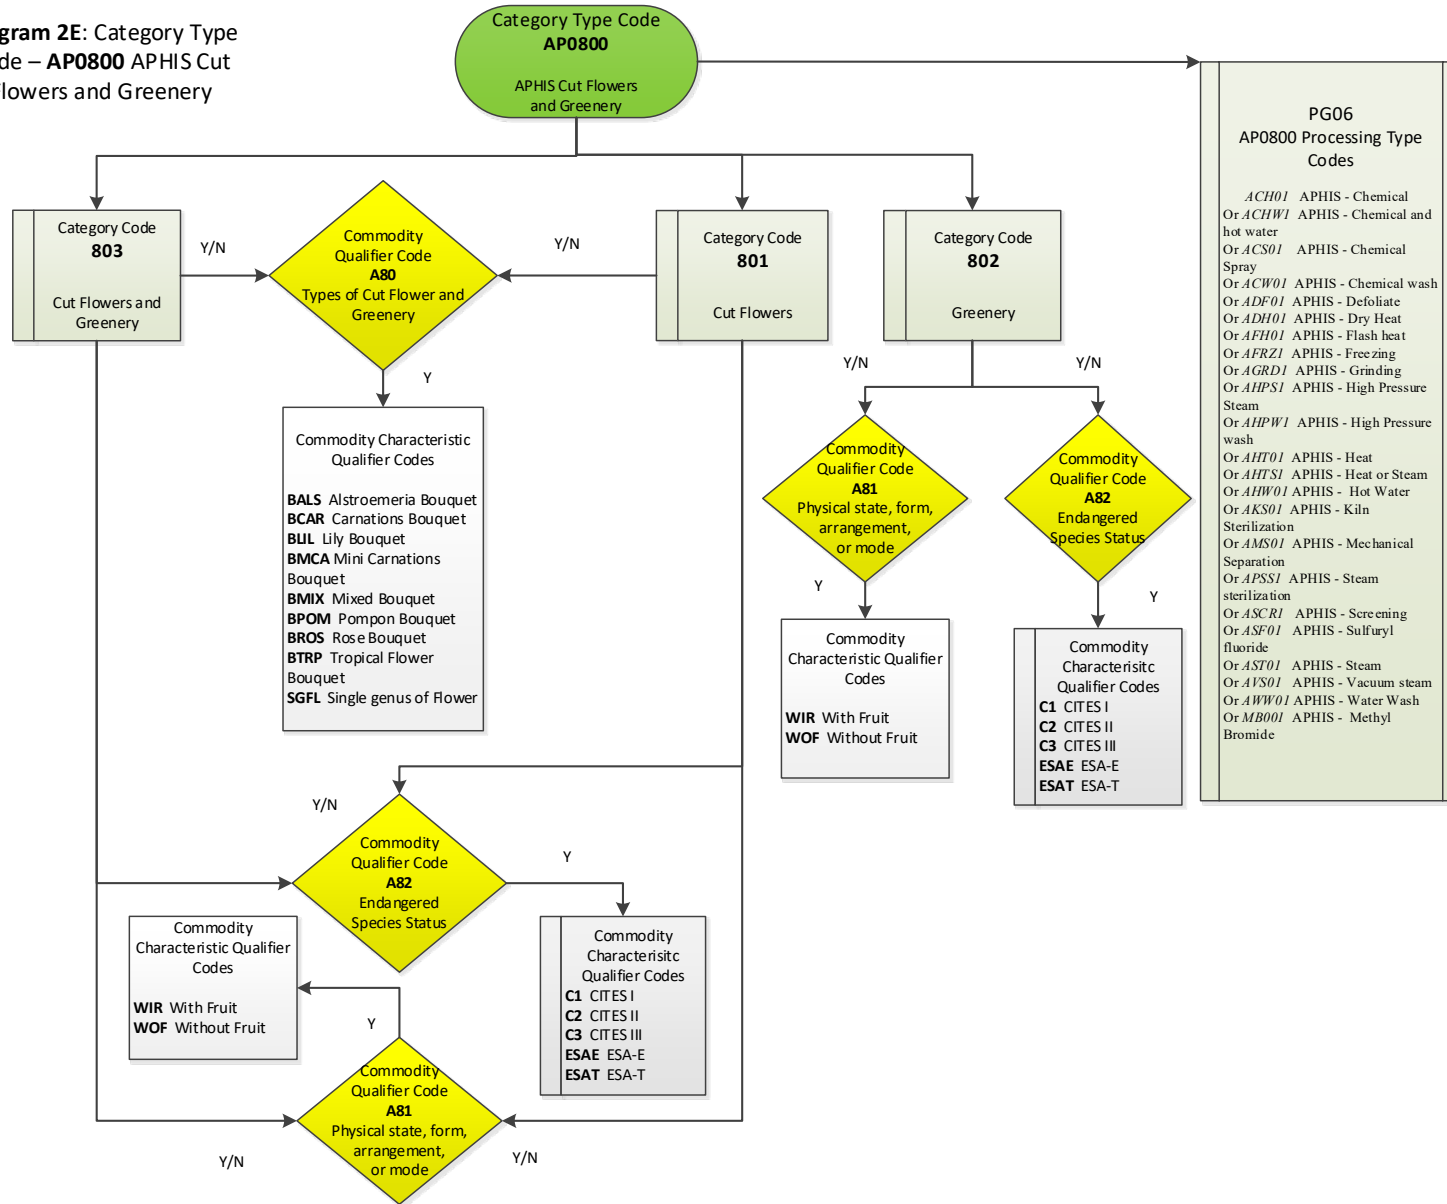 gram 2E: Category Type
de – AP0800 APHIS Cut
lowers and Greenery
Category Type Code
AP0800
APHIS Cut Flowers
and Greenery
PG06
AP0800 Processing Type
Codes
ACH01 APHIS - Chemical
Or ACHW1 APHIS - Chemical and
hot water
Or ACS01 APHIS - Chemical
Spray
Or ACW01 APHIS - Chemical wash
Or ADF01 APHIS - Defoliate
Or ADH01 APHIS - Dry Heat
Or AFH01 APHIS - Flash heat
Or AFRZ1 APHIS - Freezing
Or AGRD1 APHIS - Grinding
Or AHPS1 APHIS - High Pressure
Steam
Or AHPW1 APHIS - High Pressure
wash
Or AHT01 APHIS - Heat
Or AHTS1 APHIS - Heat or Steam
Or AHW01 APHIS - Hot Water
Or AKS01 APHIS - Kiln
Sterilization
Or AMS01 APHIS - Mechanical
Separation
Or APSS1 APHIS - Steam
sterilization
Or ASCR1 APHIS - Screening
Or ASF01 APHIS - Sulfuryl
fluoride
Or AST01 APHIS - Steam
Or AVS01 APHIS - Vacuum steam
Or AWW01 APHIS - Water Wash
Or MB001 APHIS - Methyl
Bromide
Category Code
803
Cut Flowers and
Greenery
Y/N
Commodity
Qualifier Code
A80
Types of Cut Flower and
Greenery
Y/N
Category Code
801
Cut Flowers
Category Code
802
Greenery
Y
Commodity Characteristic
Qualifier Codes
BALS Alstroemeria Bouquet
BCAR Carnations Bouquet
BLIL Lily Bouquet
BMCA Mini Carnations
Bouquet
BMIX Mixed Bouquet
BPOM Pompon Bouquet
BROS Rose Bouquet
BTRP Tropical Flower
Bouquet
SGFL Single genus of Flower
Y/N
Y/N
Commodity
Qualifier Code
A81
Physical state, form,
arrangement,
or mode
Commodity
Qualifier Code
A82
Endangered
Species Status
Y
Y
Commodity
Characteristic Qualifier
Codes
WIR With Fruit
WOF Without Fruit
Commodity
Characterisitc
Qualifier Codes
C1 CITES I
C2 CITES II
C3 CITES III
ESAE ESA-E
ESAT ESA-T
Y/N
Commodity
Qualifier Code
A82
Endangered
Species Status
Y
Commodity
Characteristic Qualifier
Codes
WIR With Fruit
WOF Without Fruit
Commodity
Characterisitc
Qualifier Codes
C1 CITES I
C2 CITES II
C3 CITES III
ESAE ESA-E
ESAT ESA-T
Y
Commodity
Qualifier Code
A81
Physical state, form,
arrangement,
or mode
Y/N
Y/N